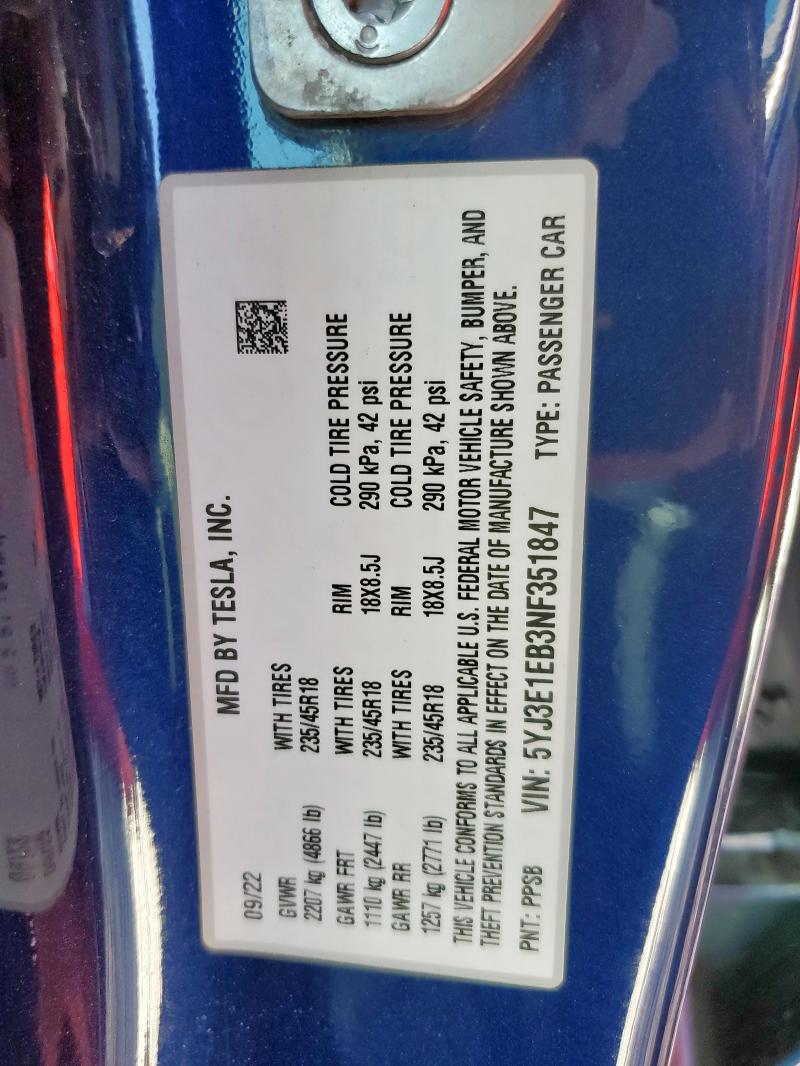 MFD BY TESLA, INC.
09/22
GVWR WITH TIRES
2207 kg (4866 lb) 235/45R18
GAWR FRT WITH TIRES RIM COLD TIRE PRESSURE
1110 kg (2447 lb) 235/45R18 18X8.5J 290 kPa, 42 psi
GAWR RR WITH TIRES RIM COLD TIRE PRESSURE
1257 kg (2771 lb) 235/45R18 18X8.5J 290 kPa, 42 psi
THIS VEHICLE CONFORMS TO ALL APPLICABLE U.S. FEDERAL MOTOR VEHICLE SAFETY, BUMPER, AND
THEFT PREVENTION STANDARDS IN EFFECT ON THE DATE OF MANUFACTURE SHOWN ABOVE.
PNT: PPSB VIN: 5YJ3E1EB3NF351847 TYPE: PASSENGER CAR